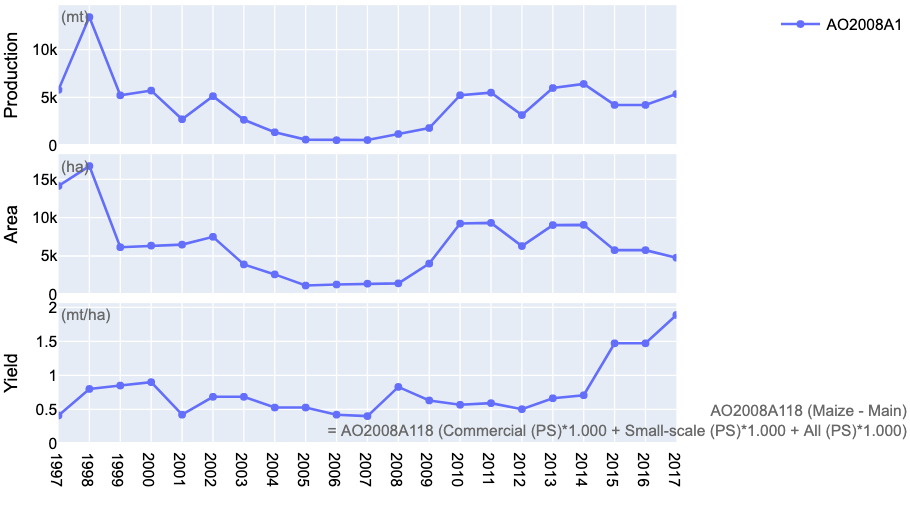 AO2008A1
Production
(mt)
10k
5k
0
Area
(ha)
15k
10k
5k
0
Yield
(mt/ha)
2
1.5
1
0.5
0
AO2008A118 (Maize - Main)
= AO2008A118 (Commercial (PS)*1.000 + Small-scale (PS)*1.000 + All (PS)*1.000)
1997
1998
1999
2000
2001
2002
2003
2004
2005
2006
2007
2008
2009
2010
2011
2012
2013
2014
2015
2016
2017